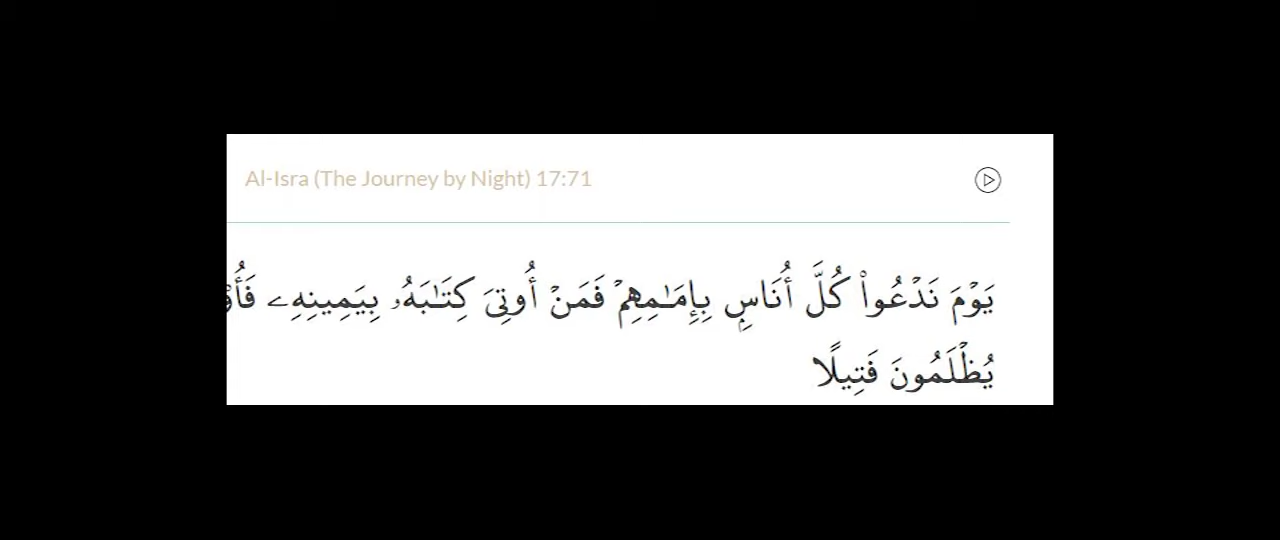 Al-Isra (The Journey by Night) 17:71
يَوْمَ نَدْعُوا۟ كُلَّ أُنَاسٍۭ بِإِمَـٰمِهِمْ فَمَنْ أُوتِىَ كِتَـٰبَهُۥ بِيَمِينِهِۦ
يُظْلَمُونَ فَتِيلًا